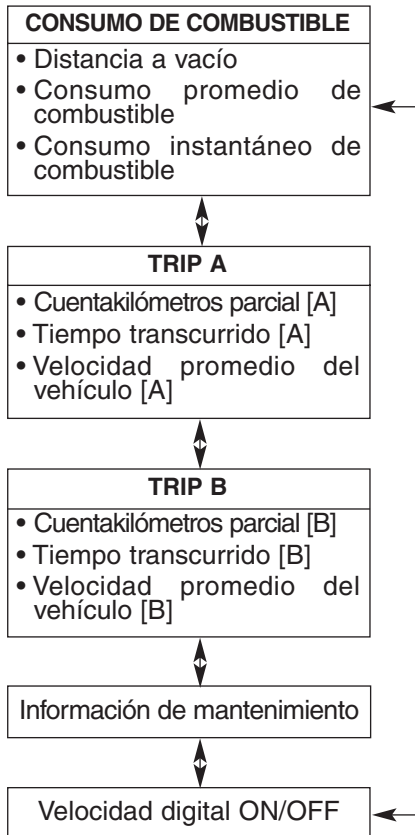 CONSUMO DE COMBUSTIBLE
• Distancia a vacío
• Consumo promedio de
combustible
• Consumo instantáneo de
combustible
TRIP A
• Cuentakilómetros parcial [A]
• Tiempo transcurrido [A]
• Velocidad promedio del
vehículo [A]
TRIP B
• Cuentakilómetros parcial [B]
• Tiempo transcurrido [B]
• Velocidad promedio del
vehículo [B]
Información de mantenimiento
Velocidad digital ON/OFF